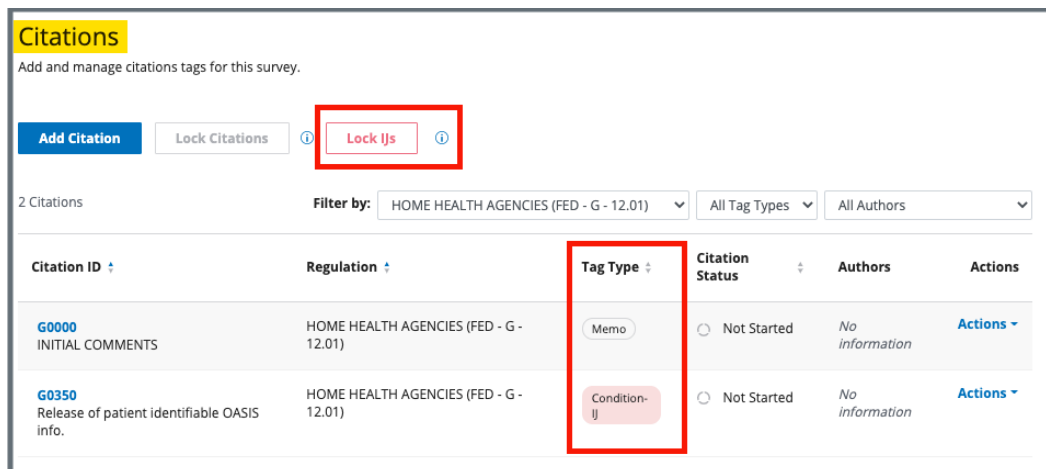 Citations
Add and manage citations tags for this survey.
Add Citation
Lock Citations
Lock IJs
2 Citations
Filter by:
HOME HEALTH AGENCIES (FED - G - 12.01)
All Tag Types
All Authors
Citation ID
Regulation
Tag Type
Citation
Status
Authors
Actions
G0000
INITIAL COMMENTS
HOME HEALTH AGENCIES (FED - G -
12.01)
Memo
Not Started
No
information
Actions
G0350
Release of patient identifiable OASIS
info.
HOME HEALTH AGENCIES (FED - G -
12.01)
Condition-
IJ
Not Started
No
information
Actions